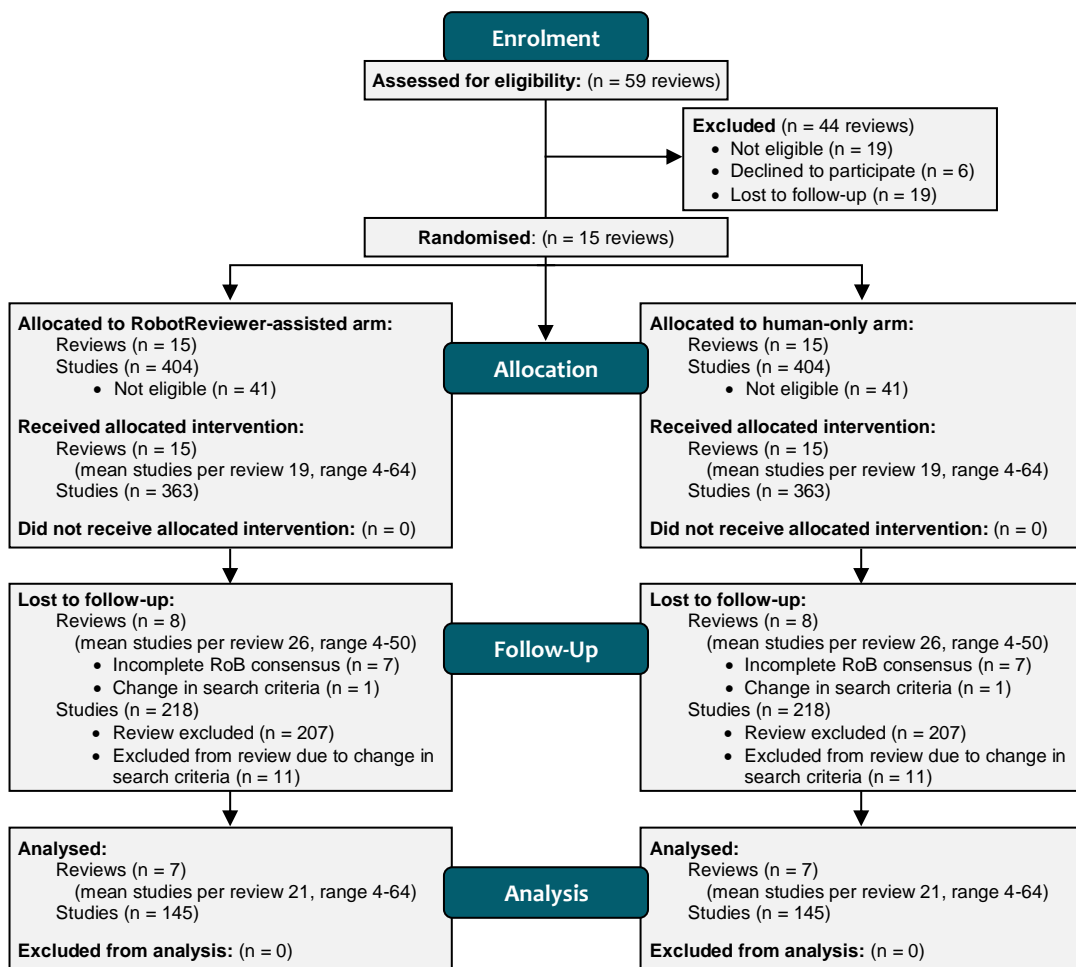 Enrolment
Assessed for eligibility: (n = 59 reviews)
Excluded (n = 44 reviews)
• Not eligible (n = 19)
• Declined to participate (n = 6)
• Lost to follow-up (n = 19)
Randomised: (n = 15 reviews)
Allocated to RobotReviewer-assisted arm:
Reviews (n = 15)
Studies (n = 404)
• Not eligible (n = 41)
Received allocated intervention:
Reviews (n = 15)
(mean studies per review 19, range 4-64)
Studies (n = 363)
Did not receive allocated intervention: (n = 0)
Allocation
Allocated to human-only arm:
Reviews (n = 15)
Studies (n = 404)
• Not eligible (n = 41)
Received allocated intervention:
Reviews (n = 15)
(mean studies per review 19, range 4-64)
Studies (n = 363)
Did not receive allocated intervention: (n = 0)
Lost to follow-up:
Reviews (n = 8)
(mean studies per review 26, range 4-50)
• Incomplete RoB consensus (n = 7)
• Change in search criteria (n = 1)
Studies (n = 218)
• Review excluded (n = 207)
• Excluded from review due to change in
search criteria (n = 11)
Follow-Up
Lost to follow-up:
Reviews (n = 8)
(mean studies per review 26, range 4-50)
• Incomplete RoB consensus (n = 7)
• Change in search criteria (n = 1)
Studies (n = 218)
• Review excluded (n = 207)
• Excluded from review due to change in
search criteria (n = 11)
Analysed:
Reviews (n = 7)
(mean studies per review 21, range 4-64)
Studies (n = 145)
Excluded from analysis: (n = 0)
Analysis
Analysed:
Reviews (n = 7)
(mean studies per review 21, range 4-64)
Studies (n = 145)
Excluded from analysis: (n = 0)